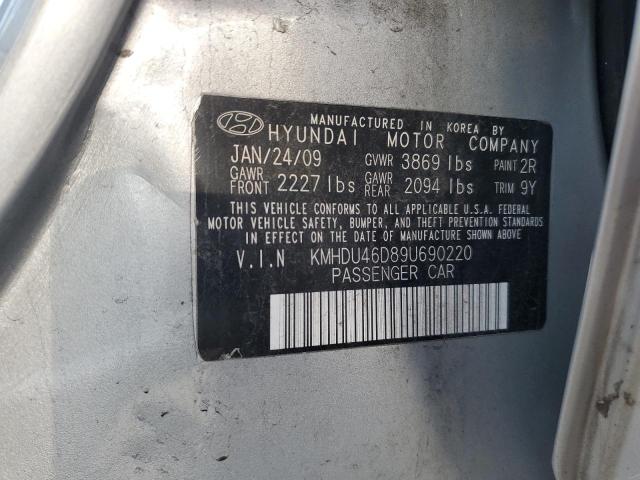 MANUFACTURED IN KOREA BY
HYUNDAI MOTOR COMPANY
JAN/24/09 GVWR 3869 lbs PAINT 2R
GAWR FRONT 2227 lbs GAWR REAR 2094 lbs TRIM 9Y
THIS VEHICLE CONFORMS TO ALL APPLICABLE U.S.A. FEDERAL
MOTOR VEHICLE SAFETY, BUMPER, AND THEFT PREVENTION STANDARDS
IN EFFECT ON THE DATE OF MANUFACTURE SHOWN ABOVE.
V.I.N KMHDU46D89U690220
PASSENGER CAR